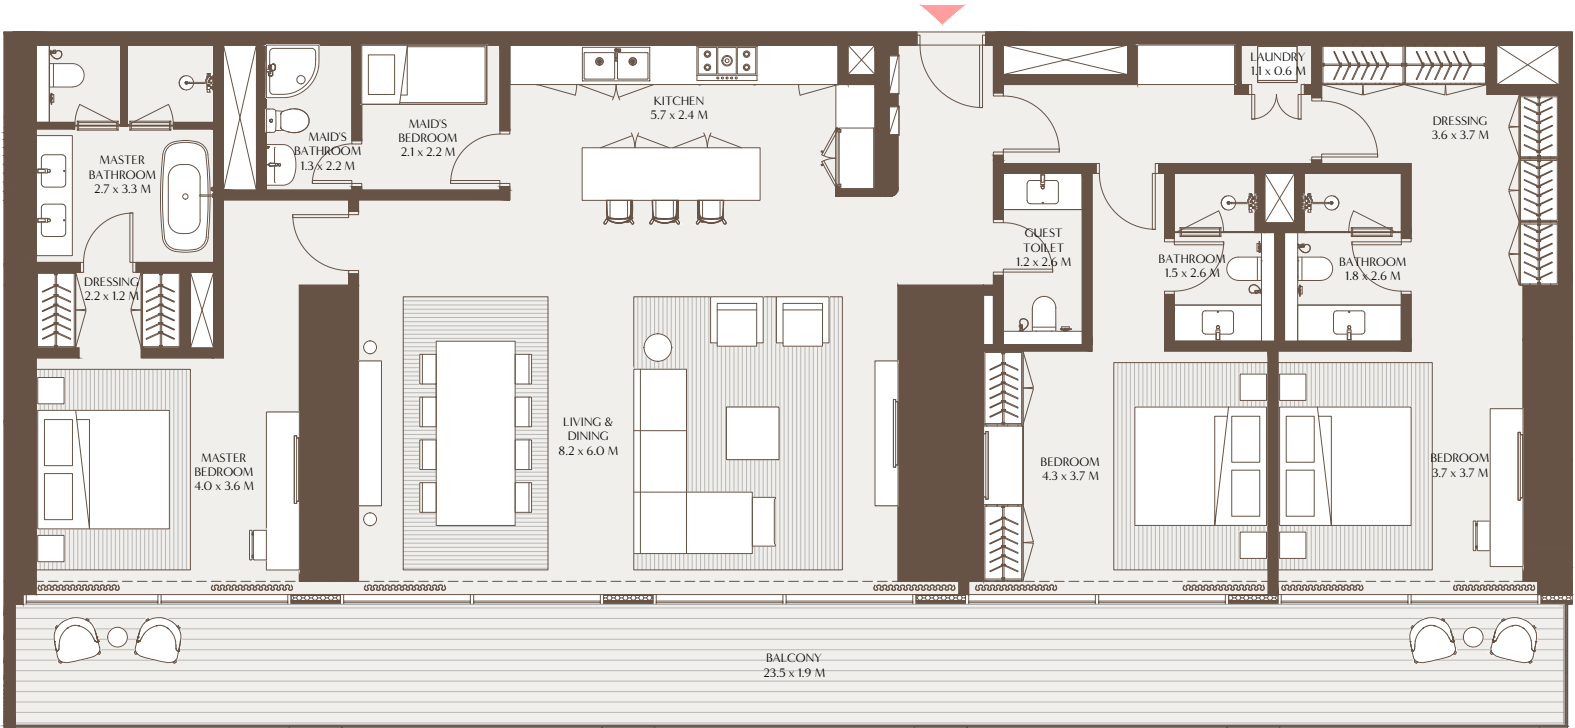 LAUNDRY
1.1 x 0.6 M
KITCHEN
5.7 x 2.4 M
DRESSING
3.6 x 3.7 M
MAID'S
BEDROOM
2.1 x 2.2 M
MAID'S
BATHROOM
1.3 x 2.2 M
MASTER
BATHROOM
2.7 x 3.3 M
GUEST
TOILET
1.2 x 2.6 M
BATHROOM
1.5 x 2.6 M
BATHROOM
1.8 x 2.6 M
DRESSING
2.2 x 1.2 M
LIVING &
DINING
8.2 x 6.0 M
MASTER
BEDROOM
4.0 x 3.6 M
BEDROOM
4.3 x 3.7 M
BEDROOM
3.7 x 3.7 M
BALCONY
23.5 x 1.9 M